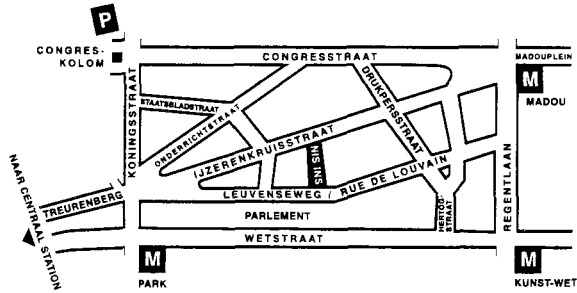 P
CONGRES-
KOLOM
CONGRESSTRAAT
MADOUPLEIN
M
MADOU
KONINGSSTRAAT
STAATSBLADSTRAAT
ONDERRICHTSTRAAT
DRUKPERSSTRAAT
IJZERENKRUISSTRAAT
NIS INS
LEUVENSEWEG / RUE DE LOUVAIN
REGENTLAAN
TREURENBERG
NAAR CENTRAAL STATION
PARLEMENT
HERTOG-
STRAAT
WETSTRAAT
M
PARK
M
KUNST-WET